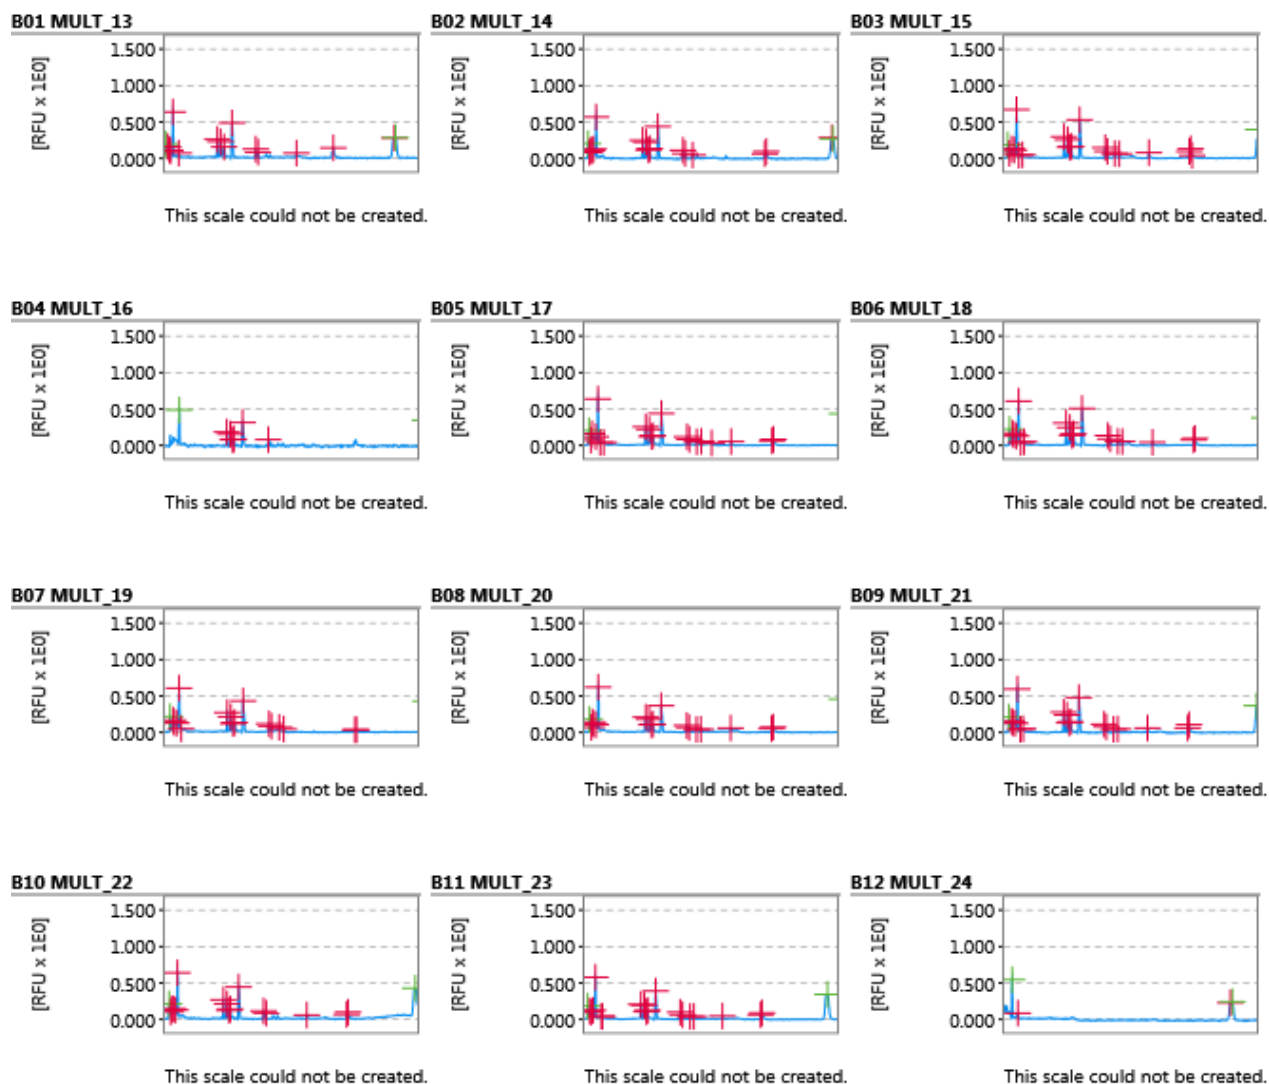 B01 MULT_13 B02 MULT_14 B03 MULT_15
1.500 1.500 1.500
1.000 1.000 1.000
0.500 0.500 0.500
0.000 0.000 0.000
[RFU x 1E0] [RFU x 1E0] [RFU x 1E0]
This scale could not be created. This scale could not be created. This scale could not be created.
B04 MULT_16 B05 MULT_17 B06 MULT_18
1.500 1.500 1.500
1.000 1.000 1.000
0.500 0.500 0.500
0.000 0.000 0.000
[RFU x 1E0] [RFU x 1E0] [RFU x 1E0]
This scale could not be created. This scale could not be created. This scale could not be created.
B07 MULT_19 B08 MULT_20 B09 MULT_21
1.500 1.500 1.500
1.000 1.000 1.000
0.500 0.500 0.500
0.000 0.000 0.000
[RFU x 1E0] [RFU x 1E0] [RFU x 1E0]
This scale could not be created. This scale could not be created. This scale could not be created.
B10 MULT_22 B11 MULT_23 B12 MULT_24
1.500 1.500 1.500
1.000 1.000 1.000
0.500 0.500 0.500
0.000 0.000 0.000
[RFU x 1E0] [RFU x 1E0] [RFU x 1E0]
This scale could not be created. This scale could not be created. This scale could not be created.